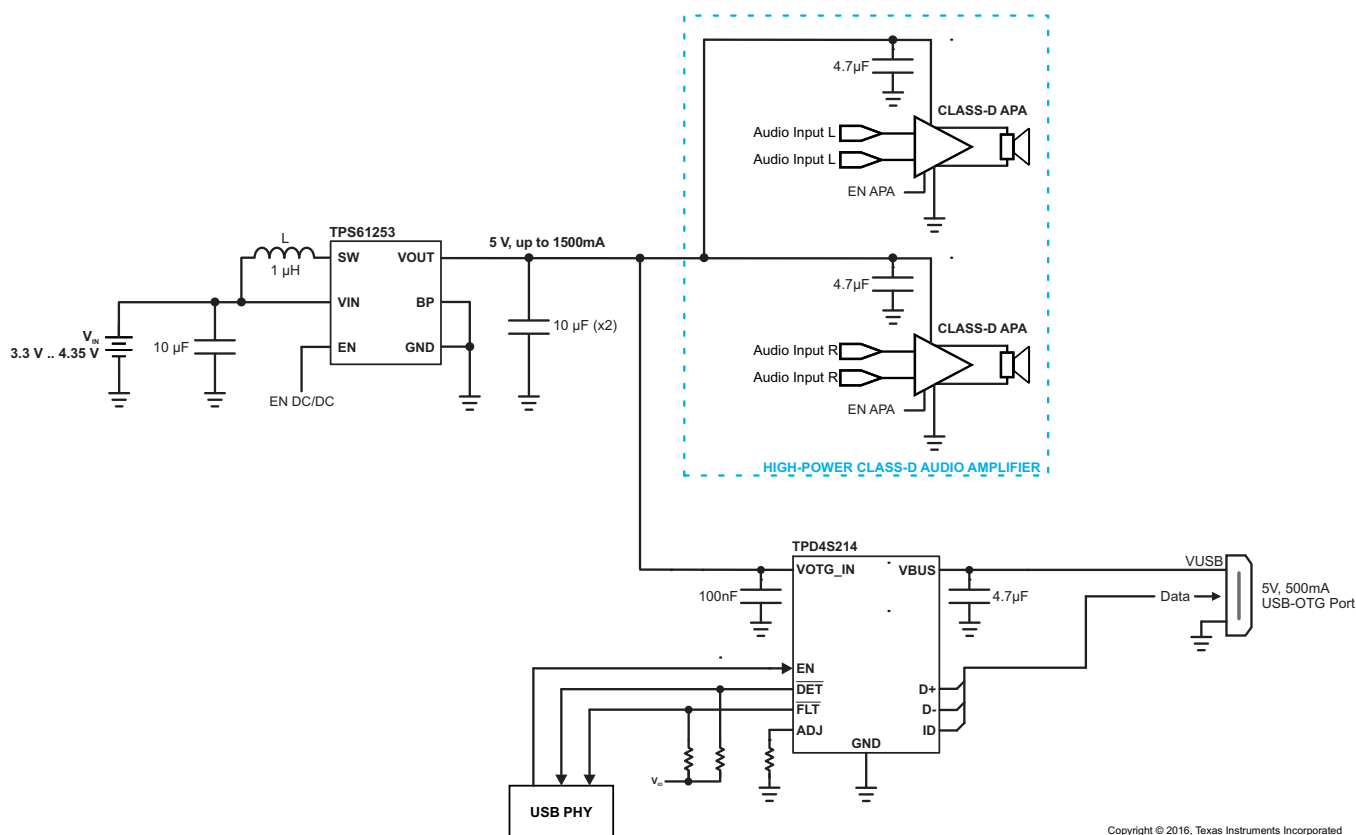 4.7µF
CLASS-D APA
Audio Input L
Audio Input L
EN APA
TPS61253
L
1 µH
SW
VOUT
5 V, up to 1500mA
VIN
BP
EN
GND
V_IN
3.3 V .. 4.35 V
10 µF
EN DC/DC
10 µF (x2)
4.7µF
CLASS-D APA
Audio Input R
Audio Input R
EN APA
HIGH-POWER CLASS-D AUDIO AMPLIFIER
TPD4S214
VOTG_IN
VBUS
100nF
4.7µF
VUSB
Data
5V, 500mA
USB-OTG Port
EN
DET
FLT
ADJ
D+
D-
ID
GND
V_IO
USB PHY
Copyright © 2016, Texas Instruments Incorporated